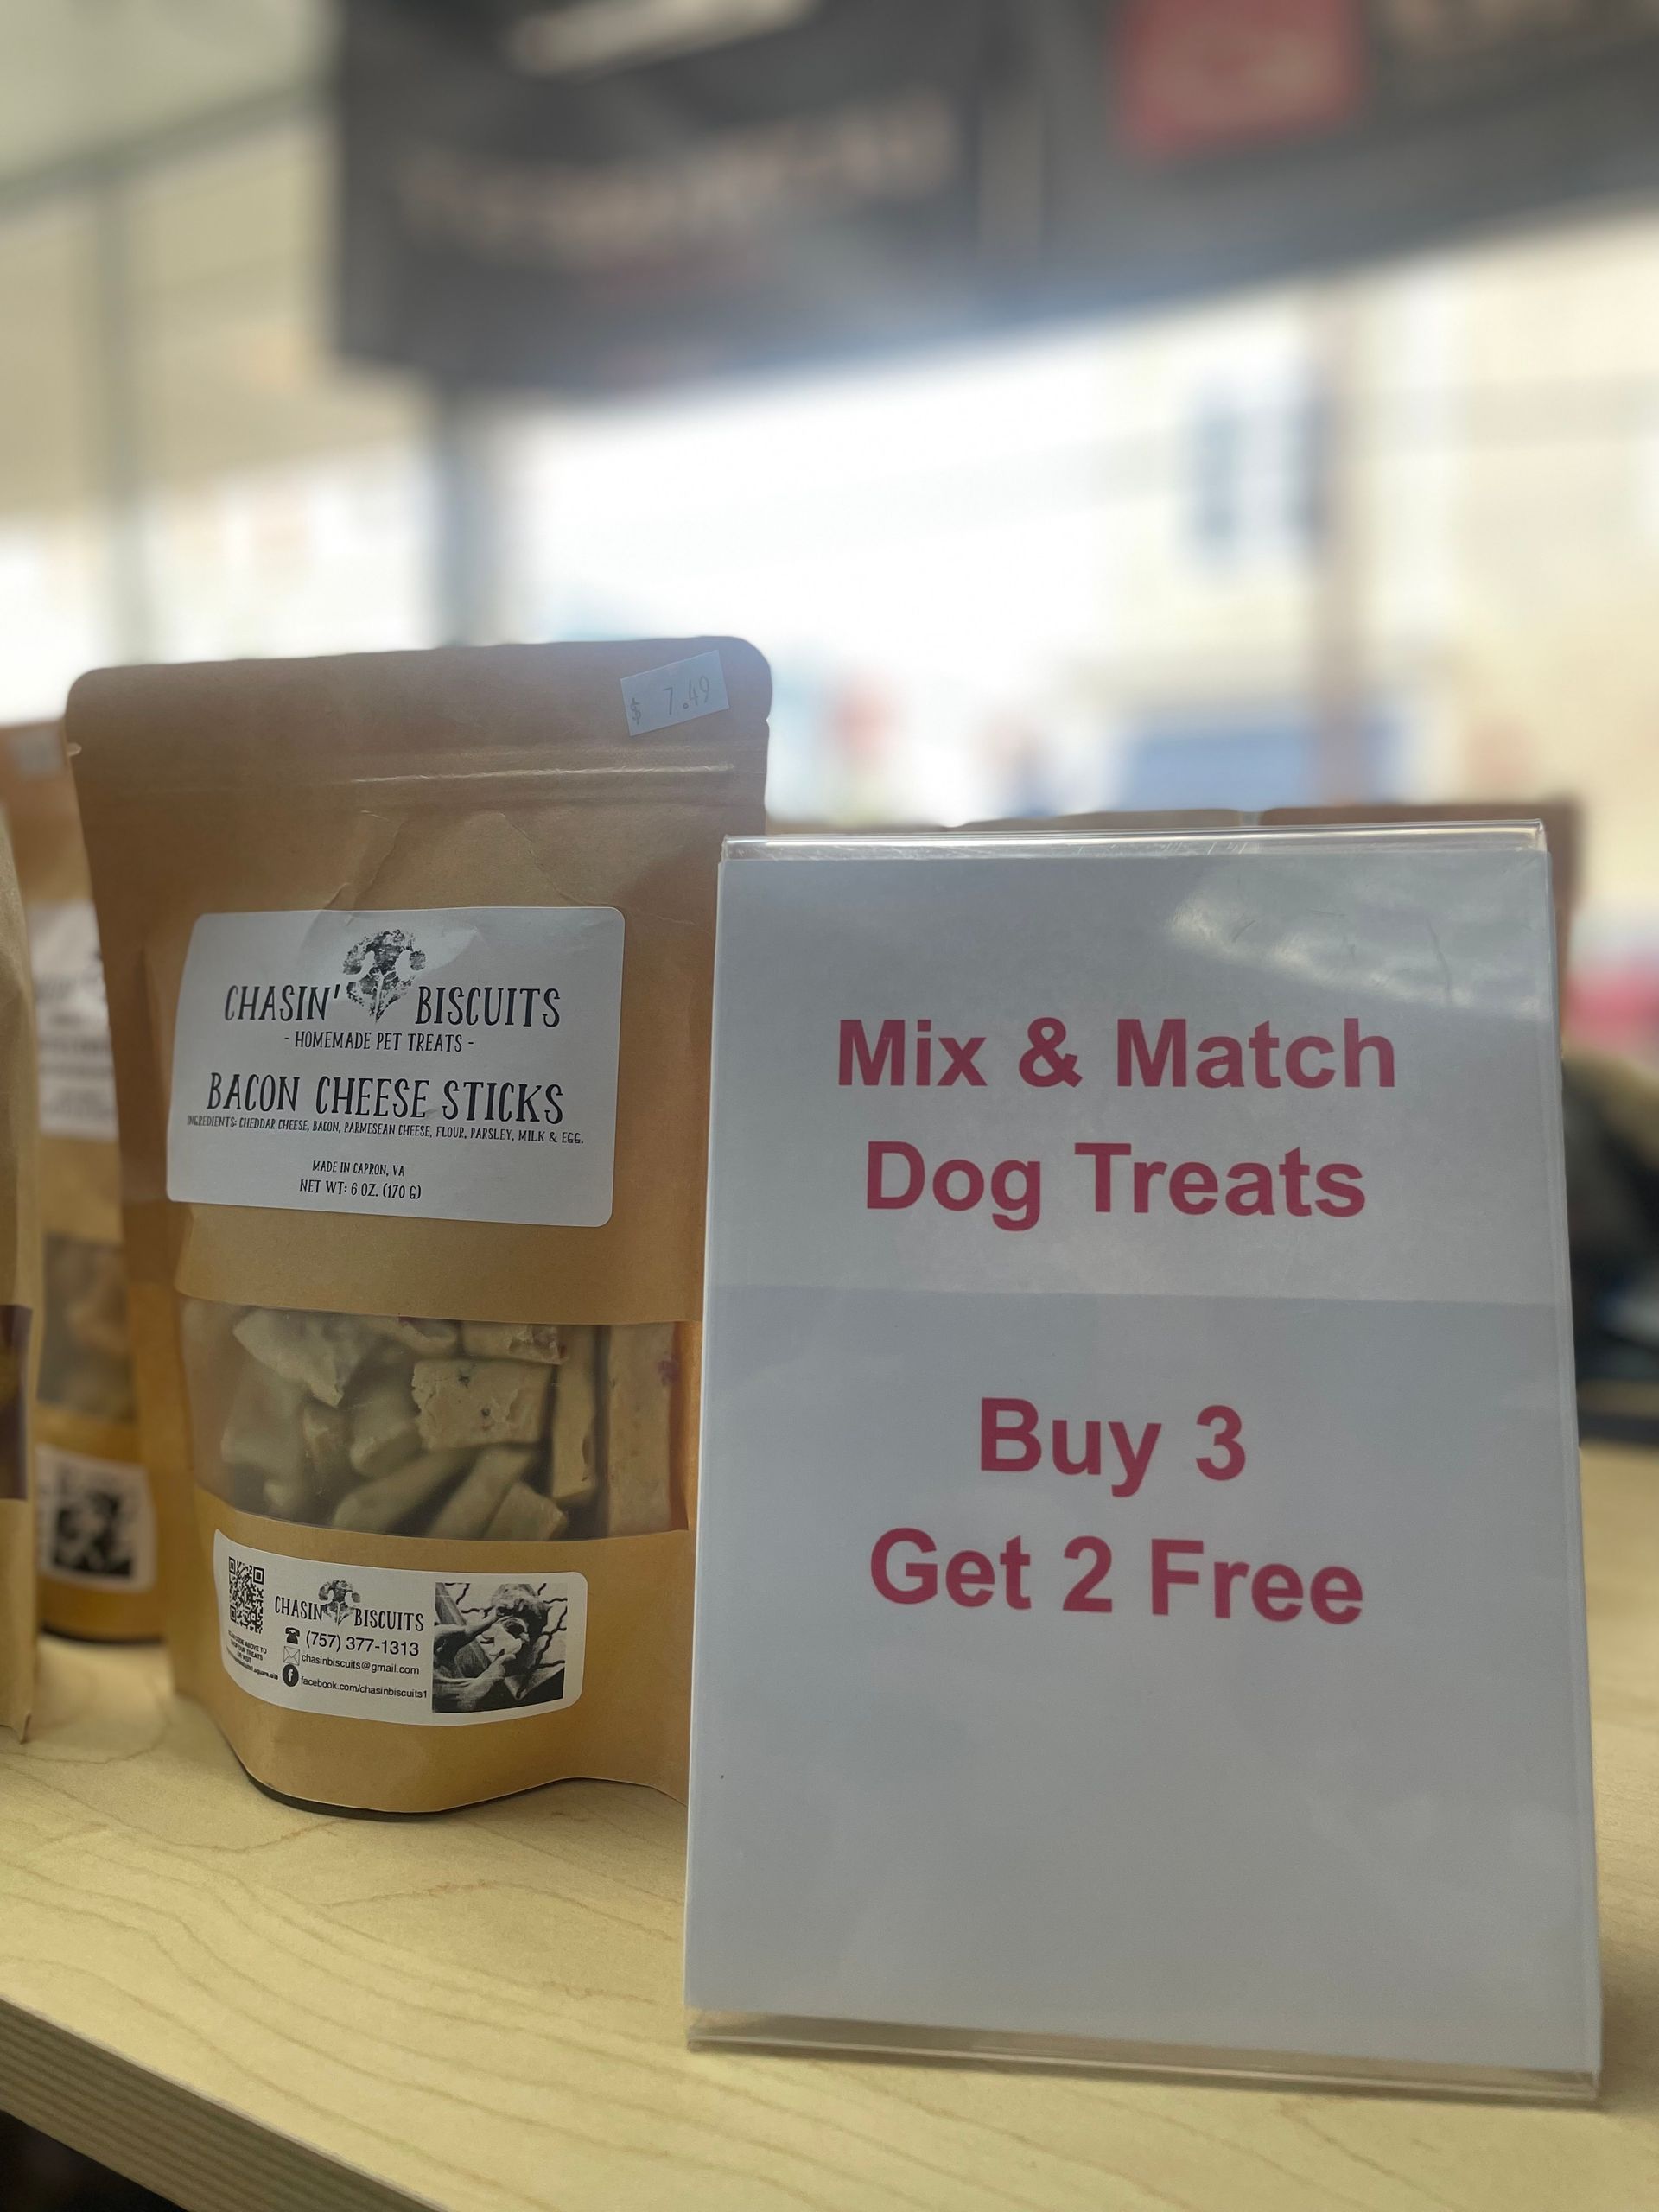 $ 7.49
CHASIN' BISCUITS
- HOMEMADE PET TREATS -
BACON CHEESE STICKS
INGREDIENTS: CHEDDAR CHEESE, BACON, PARMESEAN CHEESE, FLOUR, PARSLEY, MILK & EGG.
MADE IN CAPRON, VA
NET WT: 6 OZ. (170 G)
CHASIN' BISCUITS
(757) 377-1313
chasinbiscuits@gmail.com
facebook.com/chasinbiscuits1
Mix & Match
Dog Treats
Buy 3
Get 2 Free